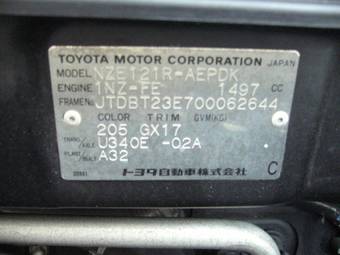 TOYOTA MOTOR CORPORATION JAPAN
MODEL NZE121R-AEPDK
ENGINE 1NZ-FE 1497 CC
FRAME No. JTDBT23E700062644
COLOR TRIM GVM(KG)
205 GX17
TRANS/AXLE U340E -02A
PLANT/BUILT A32
トヨタ自動車株式会社 C